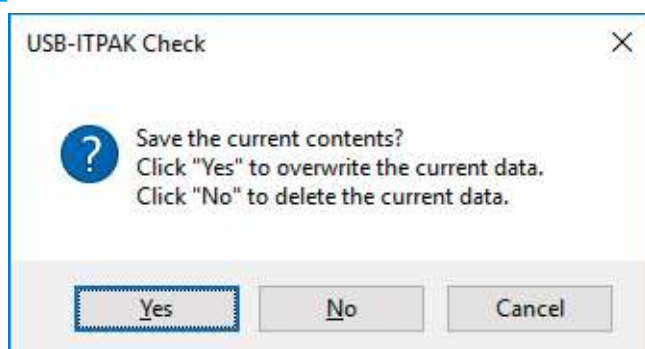 USB-ITPAK Check
Save the current contents?
Click "Yes" to overwrite the current data.
Click "No" to delete the current data.
Yes
No
Cancel